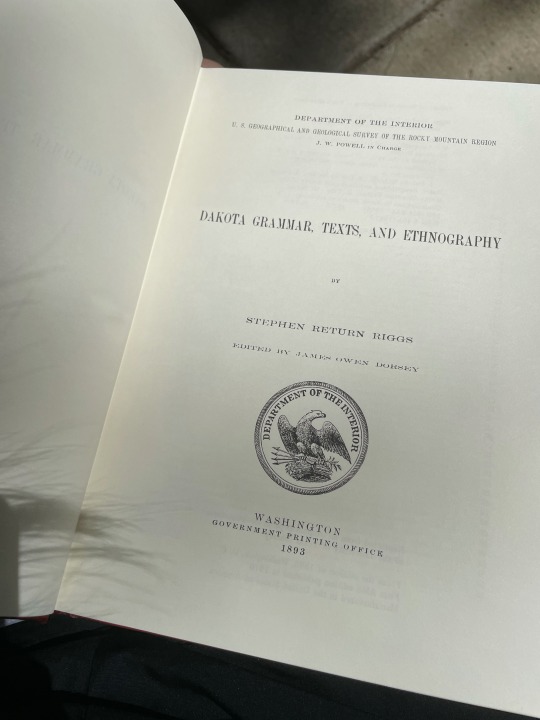 DEPARTMENT OF THE INTERIOR
U. S. GEOGRAPHICAL AND GEOLOGICAL SURVEY OF THE ROCKY MOUNTAIN REGION
J. W. POWELL IN CHARGE
DAKOTA GRAMMAR, TEXTS, AND ETHNOGRAPHY
BY
STEPHEN RETURN RIGGS
EDITED BY JAMES OWEN DORSEY
DEPARTMENT OF THE INTERIOR
WASHINGTON
GOVERNMENT PRINTING OFFICE
1893